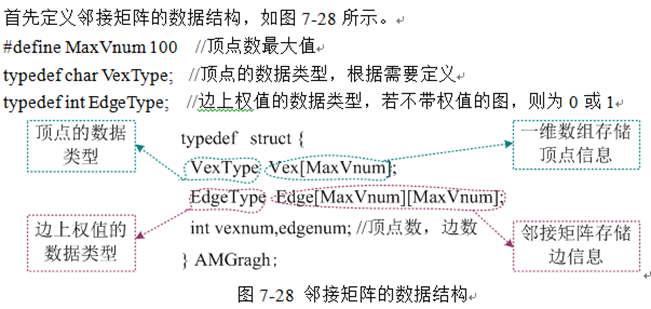 首先定义邻接矩阵的数据结构，如图 7-28 所示。
#define MaxVnum 100 //顶点数最大值
typedef char VexType; //顶点的数据类型，根据需要定义
typedef int EdgeType; //边上权值的数据类型，若不带权值的图，则为 0 或 1
顶点的数据
类型
typedef struct {
VexType Vex[MaxVnum];
EdgeType Edge[MaxVnum][MaxVnum];
int vexnum,edgenum; //顶点数，边数
} AMGragh;
一维数组存储
顶点信息
边上权值的
数据类型
邻接矩阵存储
边信息
图 7-28 邻接矩阵的数据结构